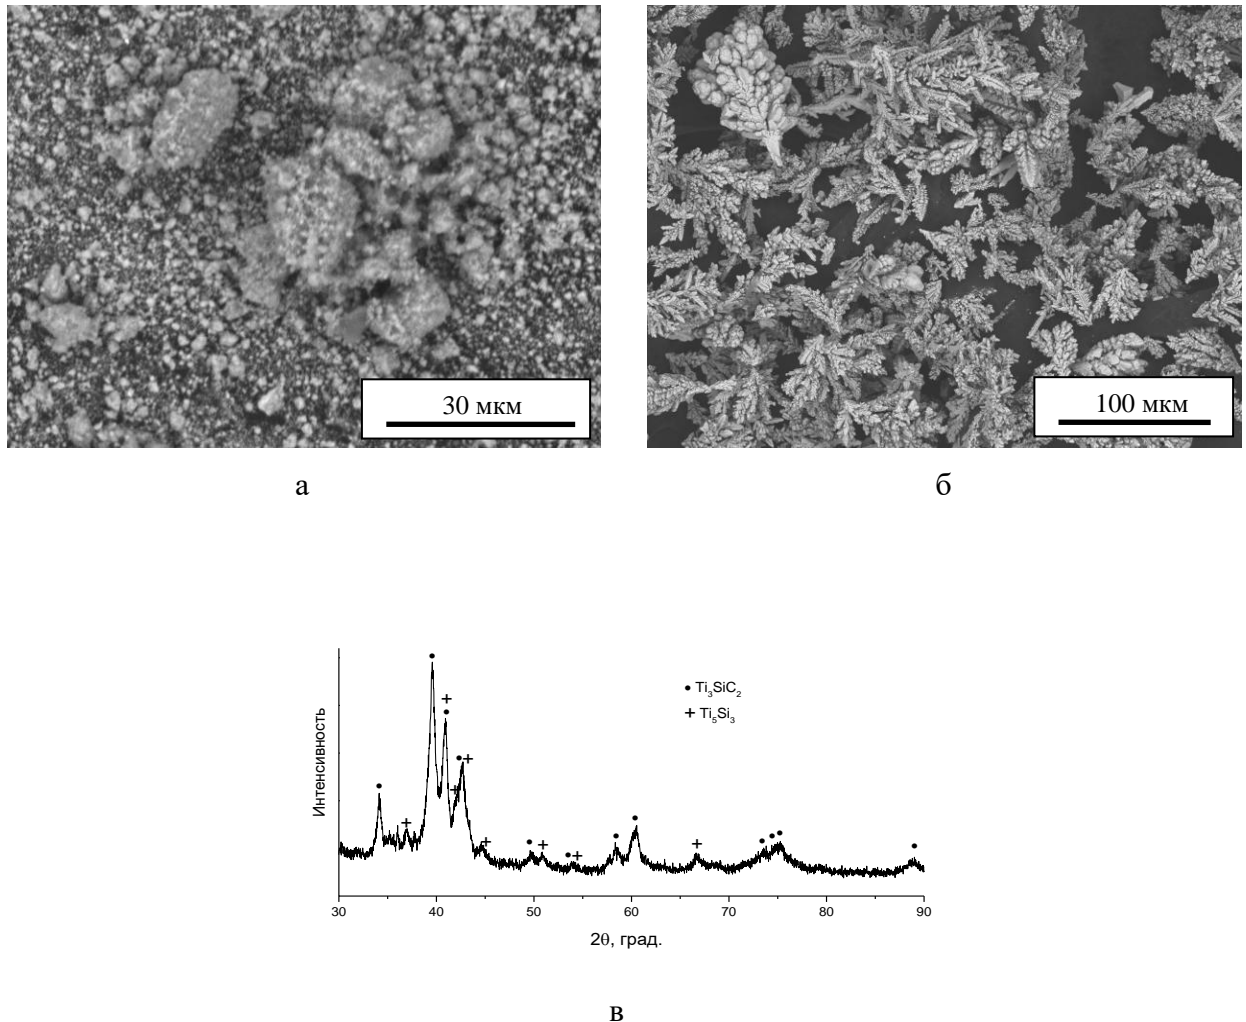 30 мкм
100 мкм
а
б
Интенсивность
• Ti₃SiC₂
+ Ti₅Si₃
30 40 50 60 70 80 90
2θ, град.
в